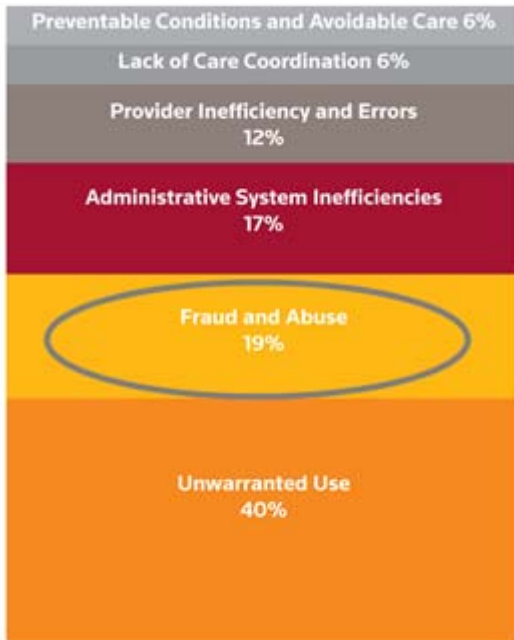 Preventable Conditions and Avoidable Care 6%
Lack of Care Coordination 6%
Provider Inefficiency and Errors
12%
Administrative System Inefficiencies
17%
Fraud and Abuse
19%
Unwarranted Use
40%